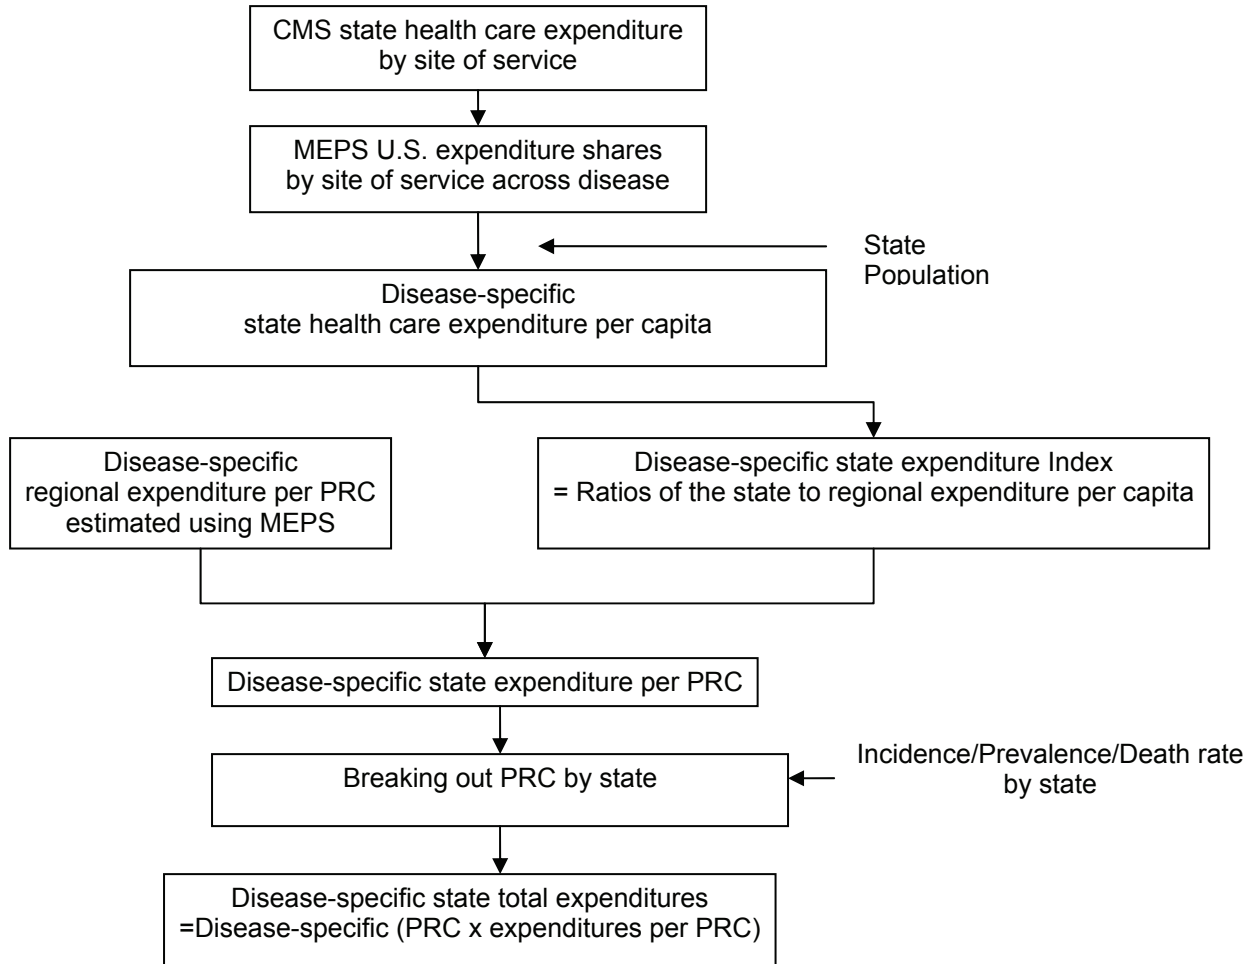 CMS state health care expenditure
by site of service
MEPS U.S. expenditure shares
by site of service across disease
State
Population
Disease-specific
state health care expenditure per capita
Disease-specific
regional expenditure per PRC
estimated using MEPS
Disease-specific state expenditure Index
= Ratios of the state to regional expenditure per capita
Disease-specific state expenditure per PRC
Breaking out PRC by state
Incidence/Prevalence/Death rate
by state
Disease-specific state total expenditures
=Disease-specific (PRC x expenditures per PRC)